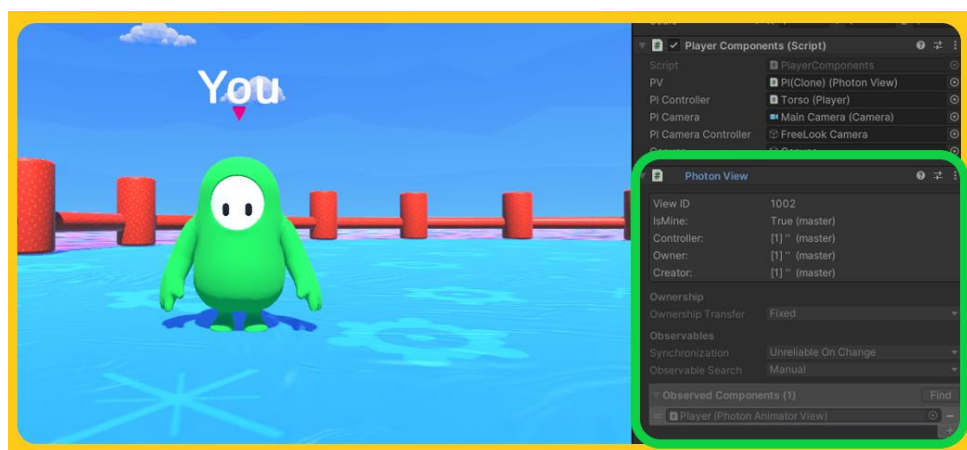 You
Player Components (Script)
Script PlayerComponents
PV Pl(Clone) (Photon View)
Pl Controller Torso (Player)
Pl Camera Main Camera (Camera)
Pl Camera Controller FreeLook Camera
Photon View
View ID 1002
IsMine: True (master)
Controller: [1] '' (master)
Owner: [1] '' (master)
Creator: [1] '' (master)
Ownership
Ownership Transfer Fixed
Observables
Synchronization Unreliable On Change
Observable Search Manual
Observed Components (1) Find
Player (Photon Animator View)